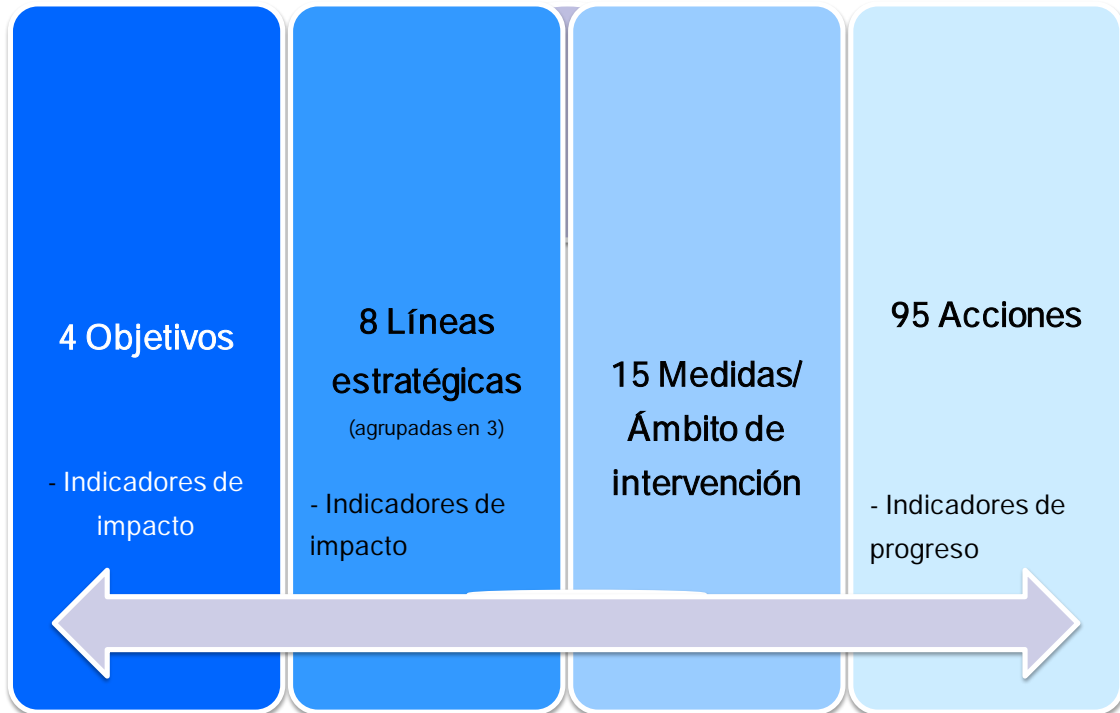 4 Objetivos
- Indicadores de
impacto
8 Líneas
estratégicas
(agrupadas en 3)
- Indicadores de
impacto
15 Medidas/
Ámbito de
intervención
95 Acciones
- Indicadores de
progreso